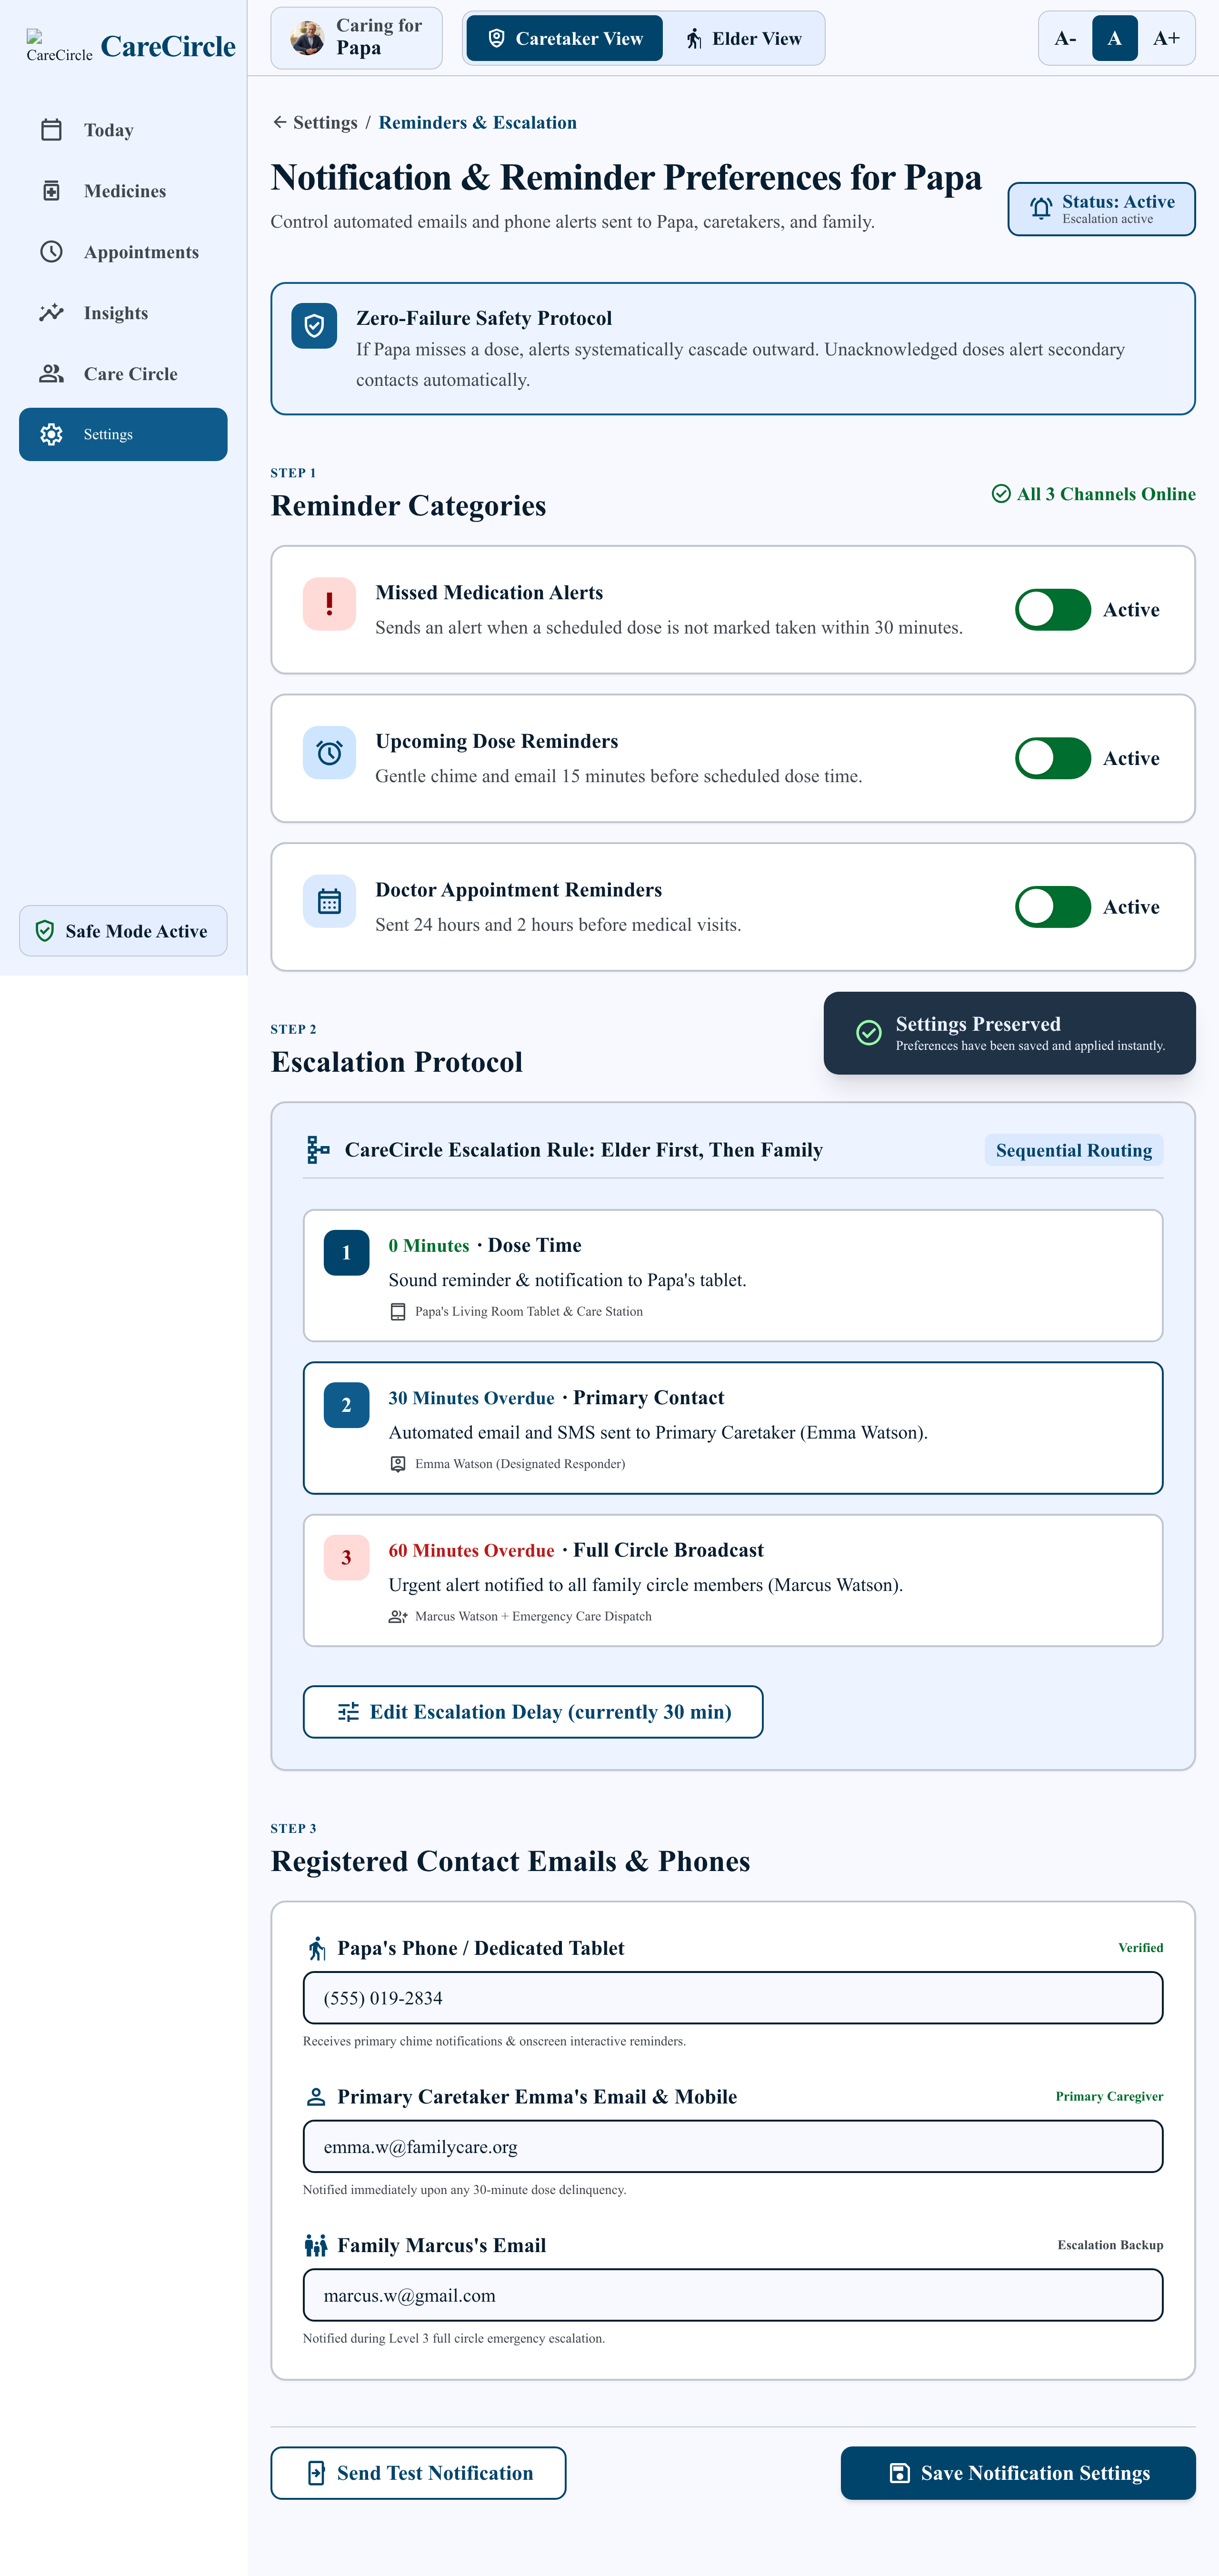 CareCircle
CareCircle
Today
Medicines
Appointments
Insights
Care Circle
Settings
Safe Mode Active
Caring for
Papa
Caretaker View
Elder View
A-
A
A+
← Settings / Reminders & Escalation
Notification & Reminder Preferences for Papa
Control automated emails and phone alerts sent to Papa, caretakers, and family.
Status: Active
Escalation active
Zero-Failure Safety Protocol
If Papa misses a dose, alerts systematically cascade outward. Unacknowledged doses alert secondary
contacts automatically.
STEP 1
Reminder Categories
All 3 Channels Online
Missed Medication Alerts
Sends an alert when a scheduled dose is not marked taken within 30 minutes.
Active
Upcoming Dose Reminders
Gentle chime and email 15 minutes before scheduled dose time.
Active
Doctor Appointment Reminders
Sent 24 hours and 2 hours before medical visits.
Active
STEP 2
Escalation Protocol
Settings Preserved
Preferences have been saved and applied instantly.
CareCircle Escalation Rule: Elder First, Then Family
Sequential Routing
1
0 Minutes · Dose Time
Sound reminder & notification to Papa's tablet.
Papa's Living Room Tablet & Care Station
2
30 Minutes Overdue · Primary Contact
Automated email and SMS sent to Primary Caretaker (Emma Watson).
Emma Watson (Designated Responder)
3
60 Minutes Overdue · Full Circle Broadcast
Urgent alert notified to all family circle members (Marcus Watson).
Marcus Watson + Emergency Care Dispatch
Edit Escalation Delay (currently 30 min)
STEP 3
Registered Contact Emails & Phones
Papa's Phone / Dedicated Tablet
Verified
(555) 019-2834
Receives primary chime notifications & onscreen interactive reminders.
Primary Caretaker Emma's Email & Mobile
Primary Caregiver
emma.w@familycare.org
Notified immediately upon any 30-minute dose delinquency.
Family Marcus's Email
Escalation Backup
marcus.w@gmail.com
Notified during Level 3 full circle emergency escalation.
Send Test Notification
Save Notification Settings